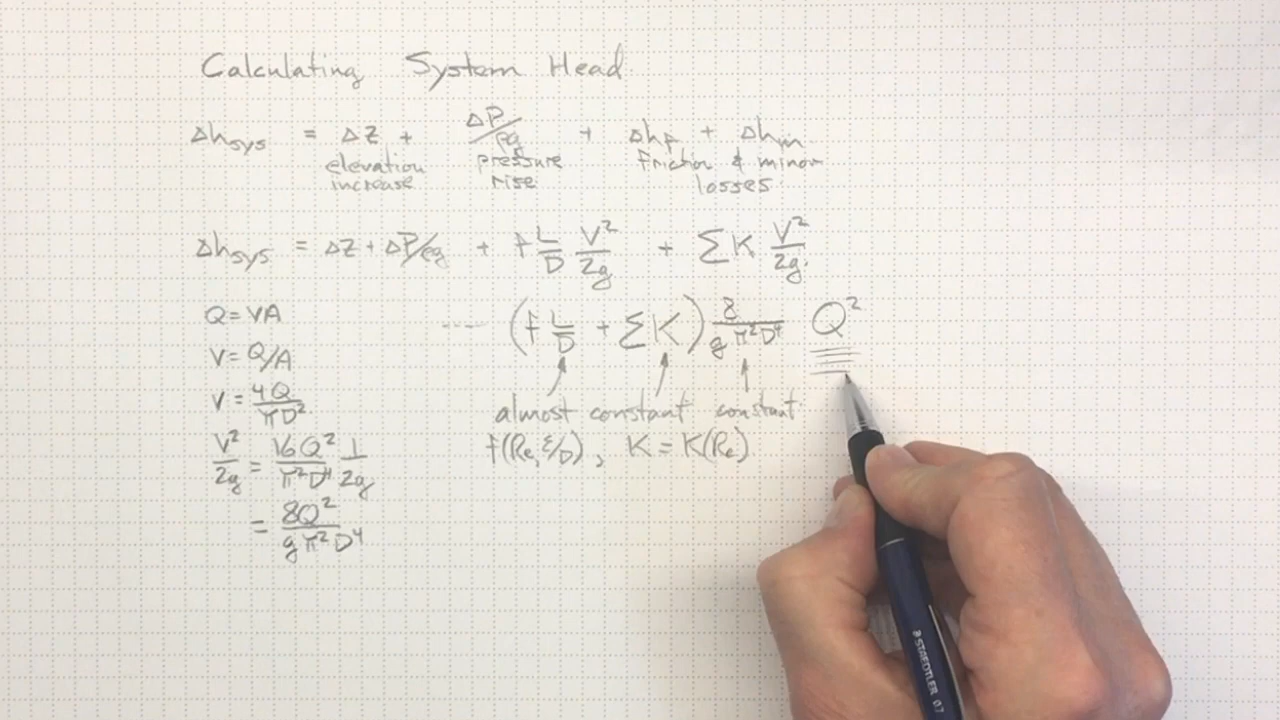 Calculating System Head
Δhsys = Δz + ΔP/ρg + Δhf + Δhm
elevation increase pressure rise friction & minor losses
Δhsys = Δz + ΔP/ρg + f L/D V²/2g + ΣK V²/2g
Q = VA
---- (f L/D + ΣK) 8/gπ²D⁴ Q²
V = Q/A
V = 4Q/πD²
almost constant constant
V²/2g = 16Q²/π²D⁴ 1/2g
f(Re, ε/D), K = K(Re)
= 8Q²/gπ²D⁴
STAEDTLER 0.7